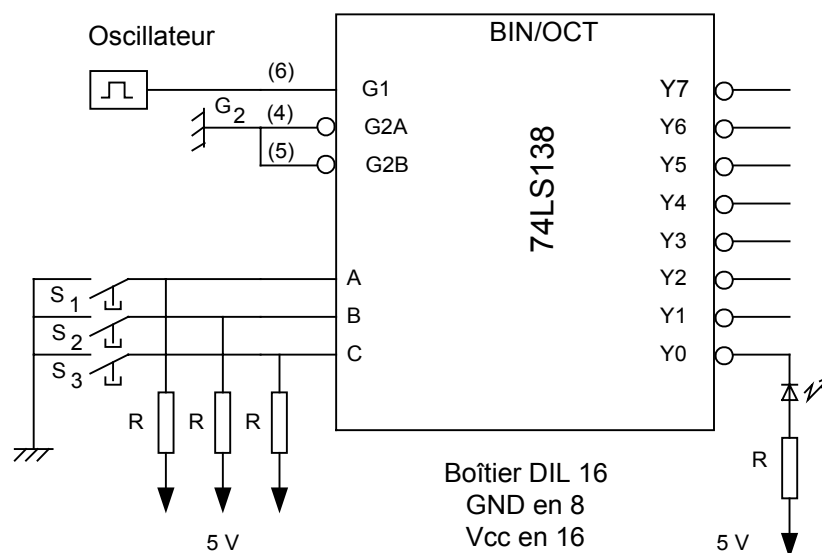 Oscillateur
BIN/OCT
(6)
G1
Y7
G2
(4)
G2A
Y6
(5)
G2B
Y5
74LS138
Y4
Y3
S1
A
Y2
S2
B
Y1
S3
C
Y0
R
R
R
R
Boîtier DIL 16
GND en 8
Vcc en 16
5 V
5 V